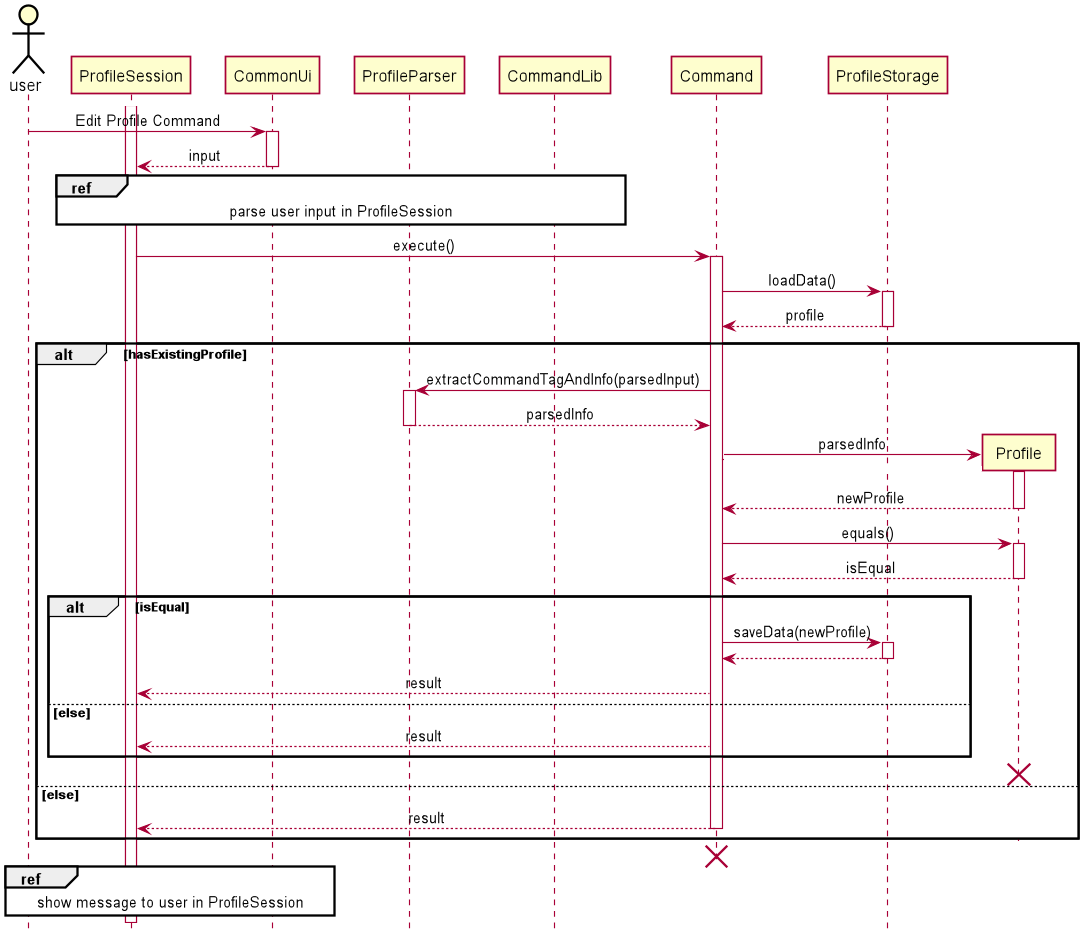 user
ProfileSession
CommonUi
ProfileParser
CommandLib
Command
ProfileStorage
Edit Profile Command
input
ref
parse user input in ProfileSession
execute()
loadData()
profile
alt
[hasExistingProfile]
extractCommandTagAndInfo(parsedInput)
parsedInfo
parsedInfo
Profile
newProfile
equals()
isEqual
alt
[isEqual]
saveData(newProfile)
result
[else]
result
[else]
result
ref
show message to user in ProfileSession